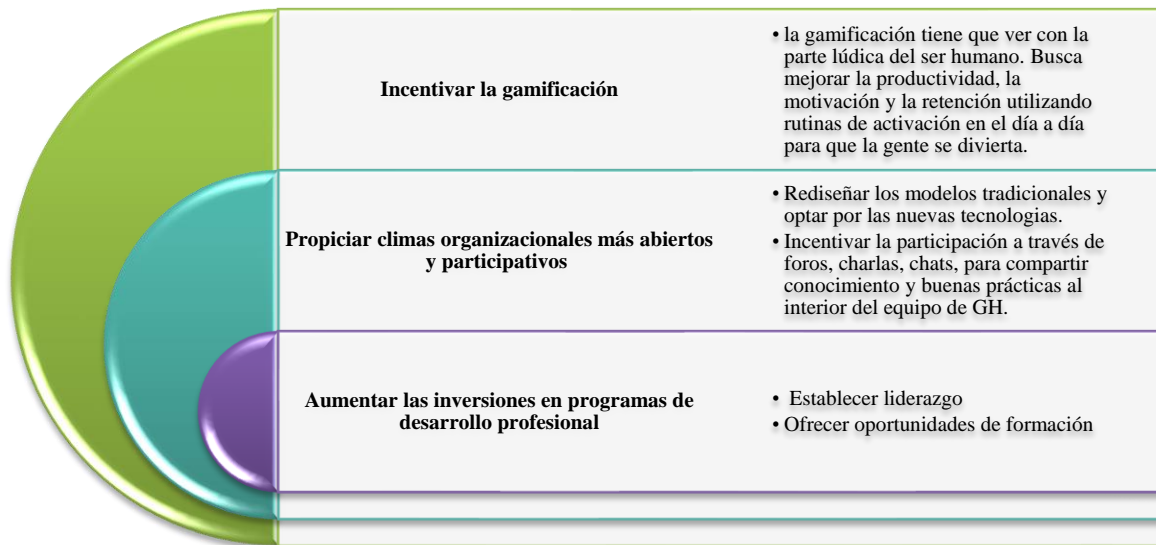 Incentivar la gamificación
• la gamificación tiene que ver con la
parte lúdica del ser humano. Busca
mejorar la productividad, la
motivación y la retención utilizando
rutinas de activación en el día a día
para que la gente se divierta.
Propiciar climas organizacionales más abiertos
y participativos
• Rediseñar los modelos tradicionales y
optar por las nuevas tecnologias.
• Incentivar la participación a través de
foros, charlas, chats, para compartir
conocimiento y buenas prácticas al
interior del equipo de GH.
Aumentar las inversiones en programas de
desarrollo profesional
• Establecer liderazgo
• Ofrecer oportunidades de formación